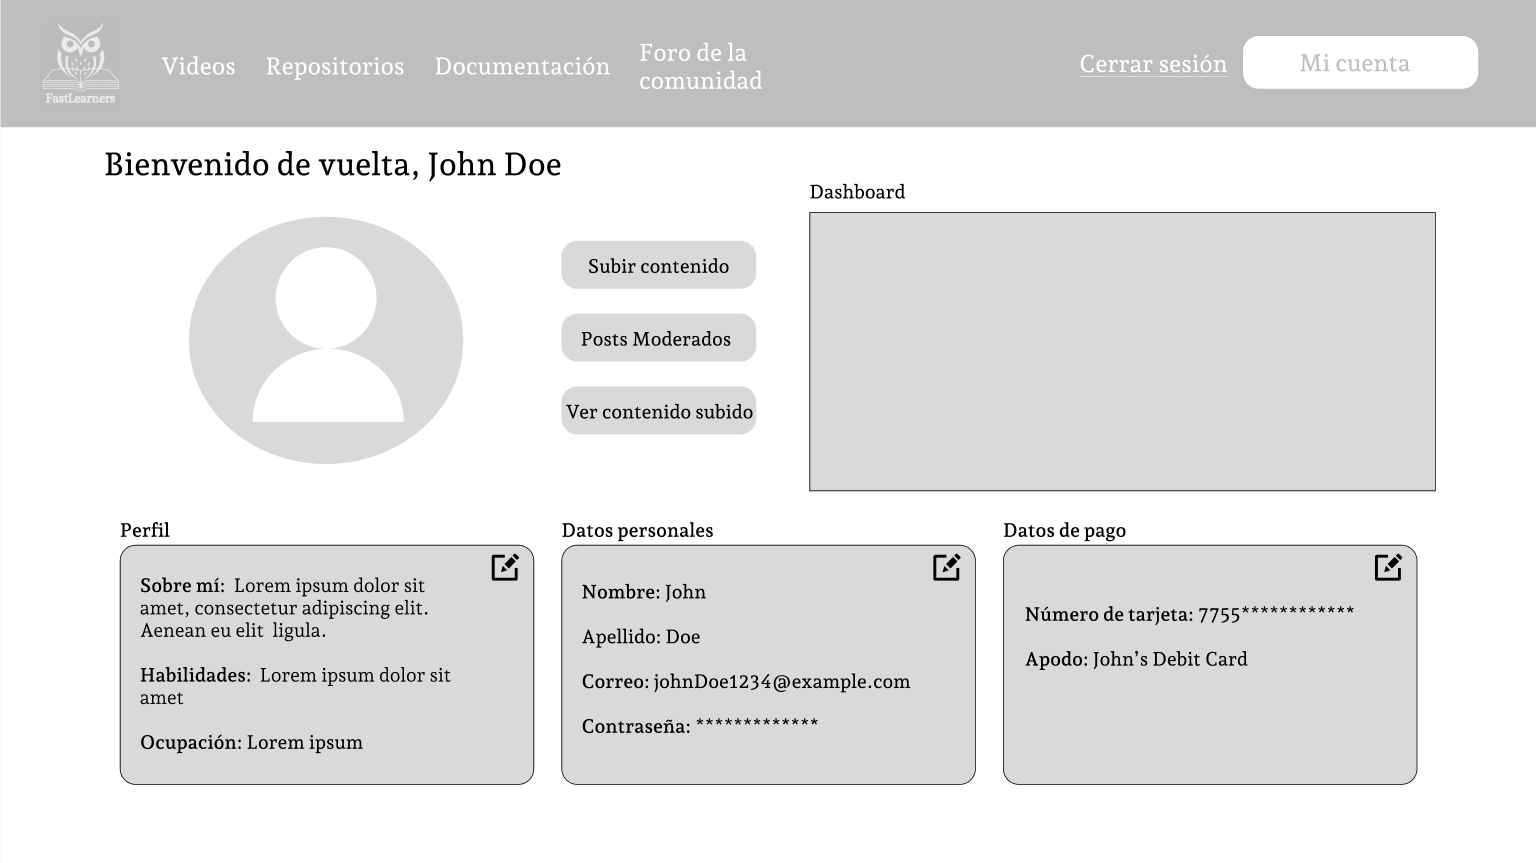 FastLearners
Videos
Repositorios
Documentación
Foro de la
comunidad
Cerrar sesión
Mi cuenta
Bienvenido de vuelta, John Doe
Subir contenido
Posts Moderados
Ver contenido subido
Dashboard
Perfil
Sobre mí: Lorem ipsum dolor sit
amet, consectetur adipiscing elit.
Aenean eu elit ligula.
Habilidades: Lorem ipsum dolor sit
amet
Ocupación: Lorem ipsum
Datos personales
Nombre: John
Apellido: Doe
Correo: johnDoe1234@example.com
Contraseña: *************
Datos de pago
Número de tarjeta: 7755************
Apodo: John’s Debit Card